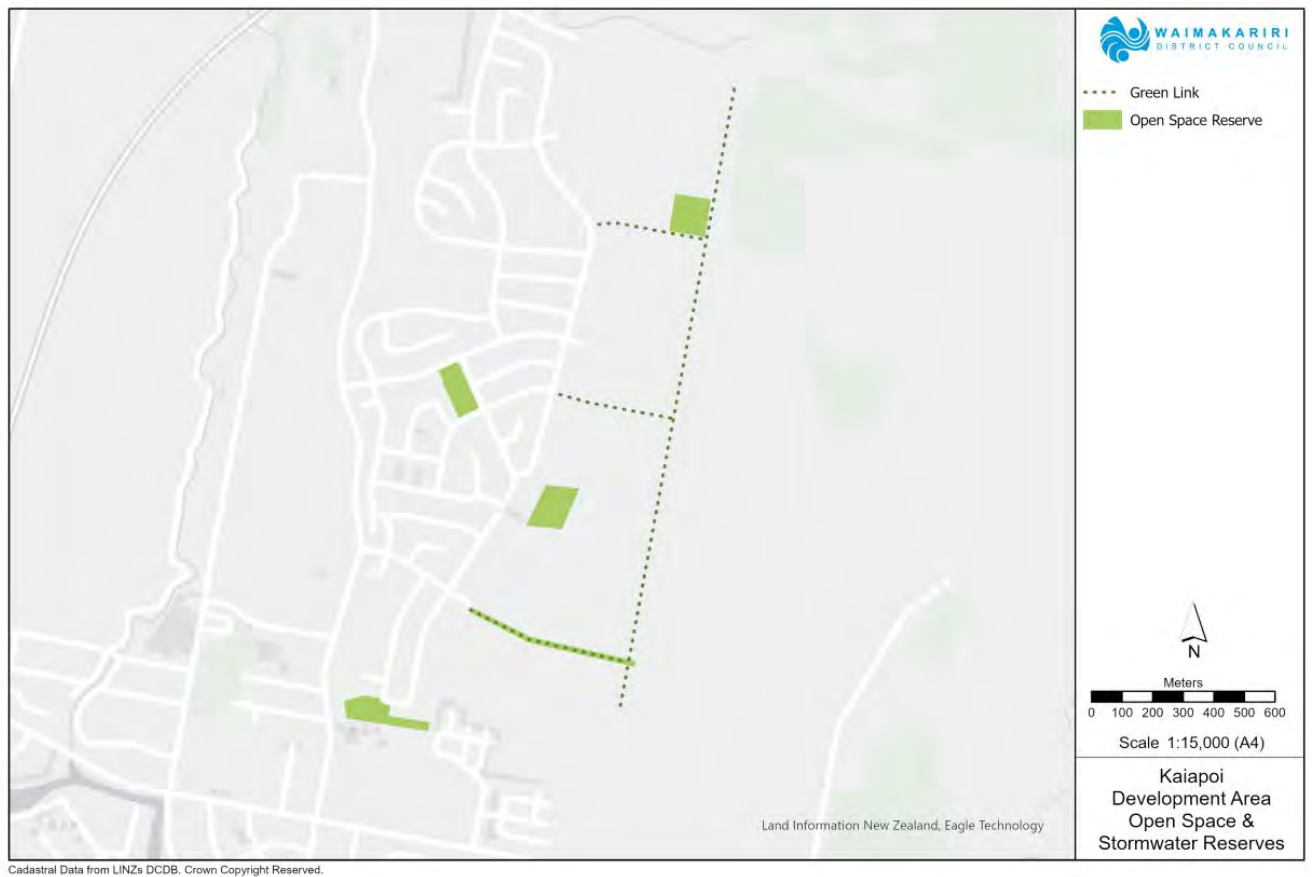 WAIMAKARIRI
DISTRICT COUNCIL
Green Link
Open Space Reserve
N
Meters
0 100 200 300 400 500 600
Scale 1:15,000 (A4)
Kaiapoi
Development Area
Open Space &
Stormwater Reserves
Land Information New Zealand, Eagle Technology
Cadastral Data from LINZs DCDB. Crown Copyright Reserved.